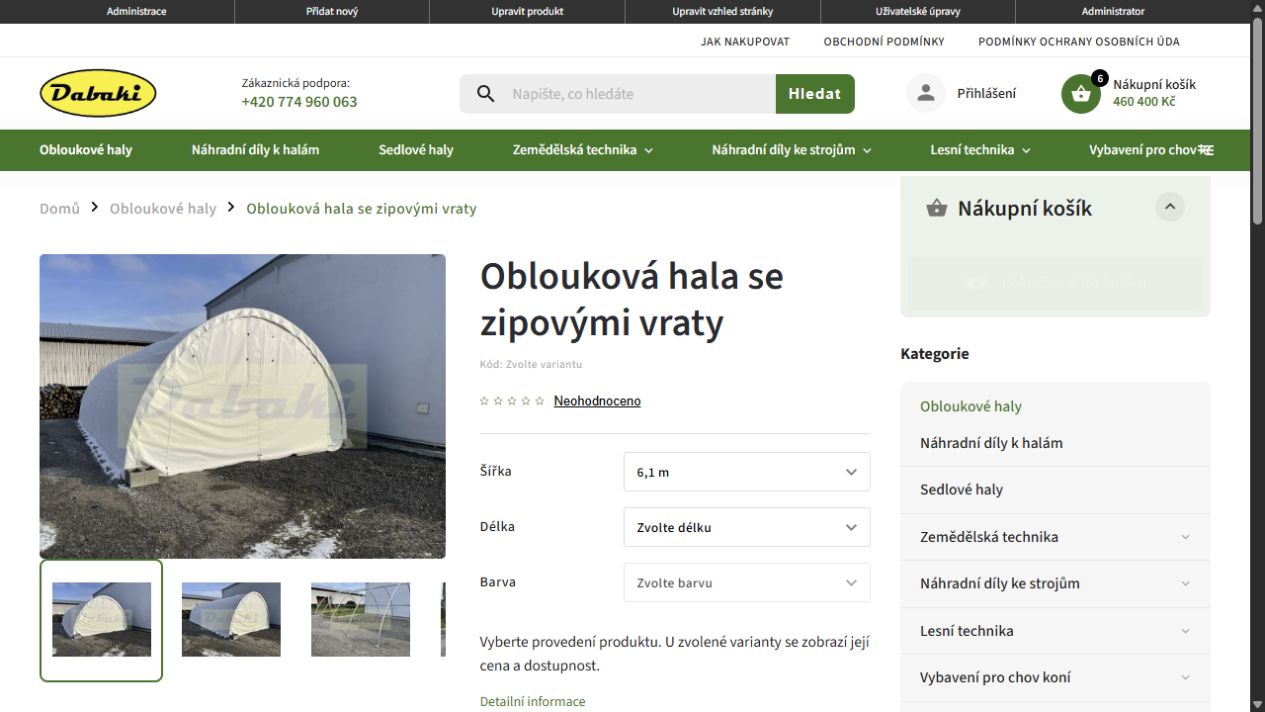 Administrace
Přidat nový
Upravit produkt
Upravit vzhled stránky
Uživatelské úpravy
Administrator
JAK NAKUPOVAT
OBCHODNÍ PODMÍNKY
PODMÍNKY OCHRANY OSOBNÍCH ÚDA
Dabaki
Zákaznická podpora:
+420 774 960 063
Napište, co hledáte
Hledat
Přihlášení
6
Nákupní košík
460 400 Kč
Obloukové haly
Náhradní díly k halám
Sedlové haly
Zemědělská technika
Náhradní díly ke strojům
Lesní technika
Vybavení pro chov
Domů
Obloukové haly
Oblouková hala se zipovými vraty
Dabaki
Oblouková hala se
zipovými vraty
Kód: Zvolte variantu
Neohodnoceno
Šířka
6,1 m
Délka
Zvolte délku
Barva
Zvolte barvu
Vyberte provedení produktu. U zvolené varianty se zobrazí její
cena a dostupnost.
Detailní informace
Nákupní košík
Pokračovat do košíku
Kategorie
Obloukové haly
Náhradní díly k halám
Sedlové haly
Zemědělská technika
Náhradní díly ke strojům
Lesní technika
Vybavení pro chov koní